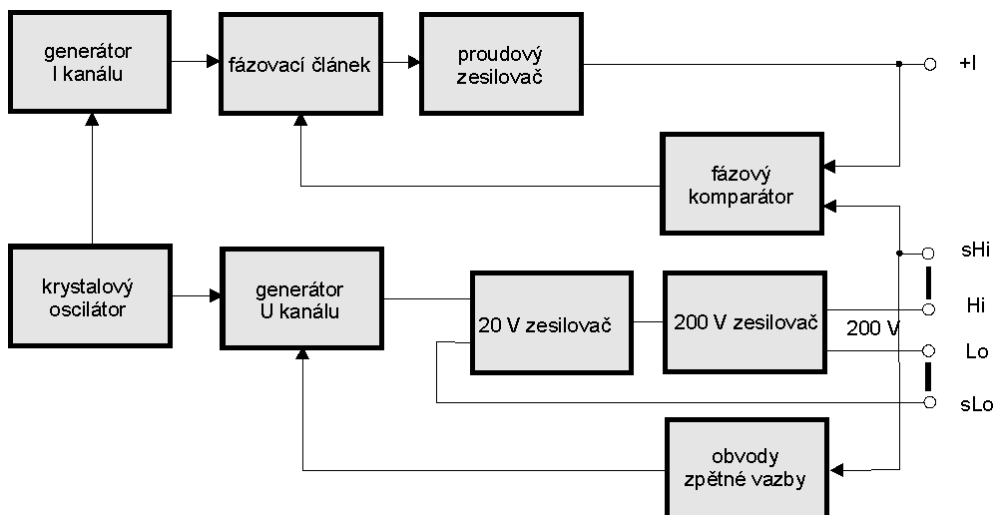 generátor
I kanálu
fázovací článek
proudový
zesilovač
+I
fázový
komparátor
krystalový
oscilátor
generátor
U kanálu
20 V zesilovač
200 V zesilovač
200 V
sHi
Hi
Lo
sLo
obvody
zpětné vazby